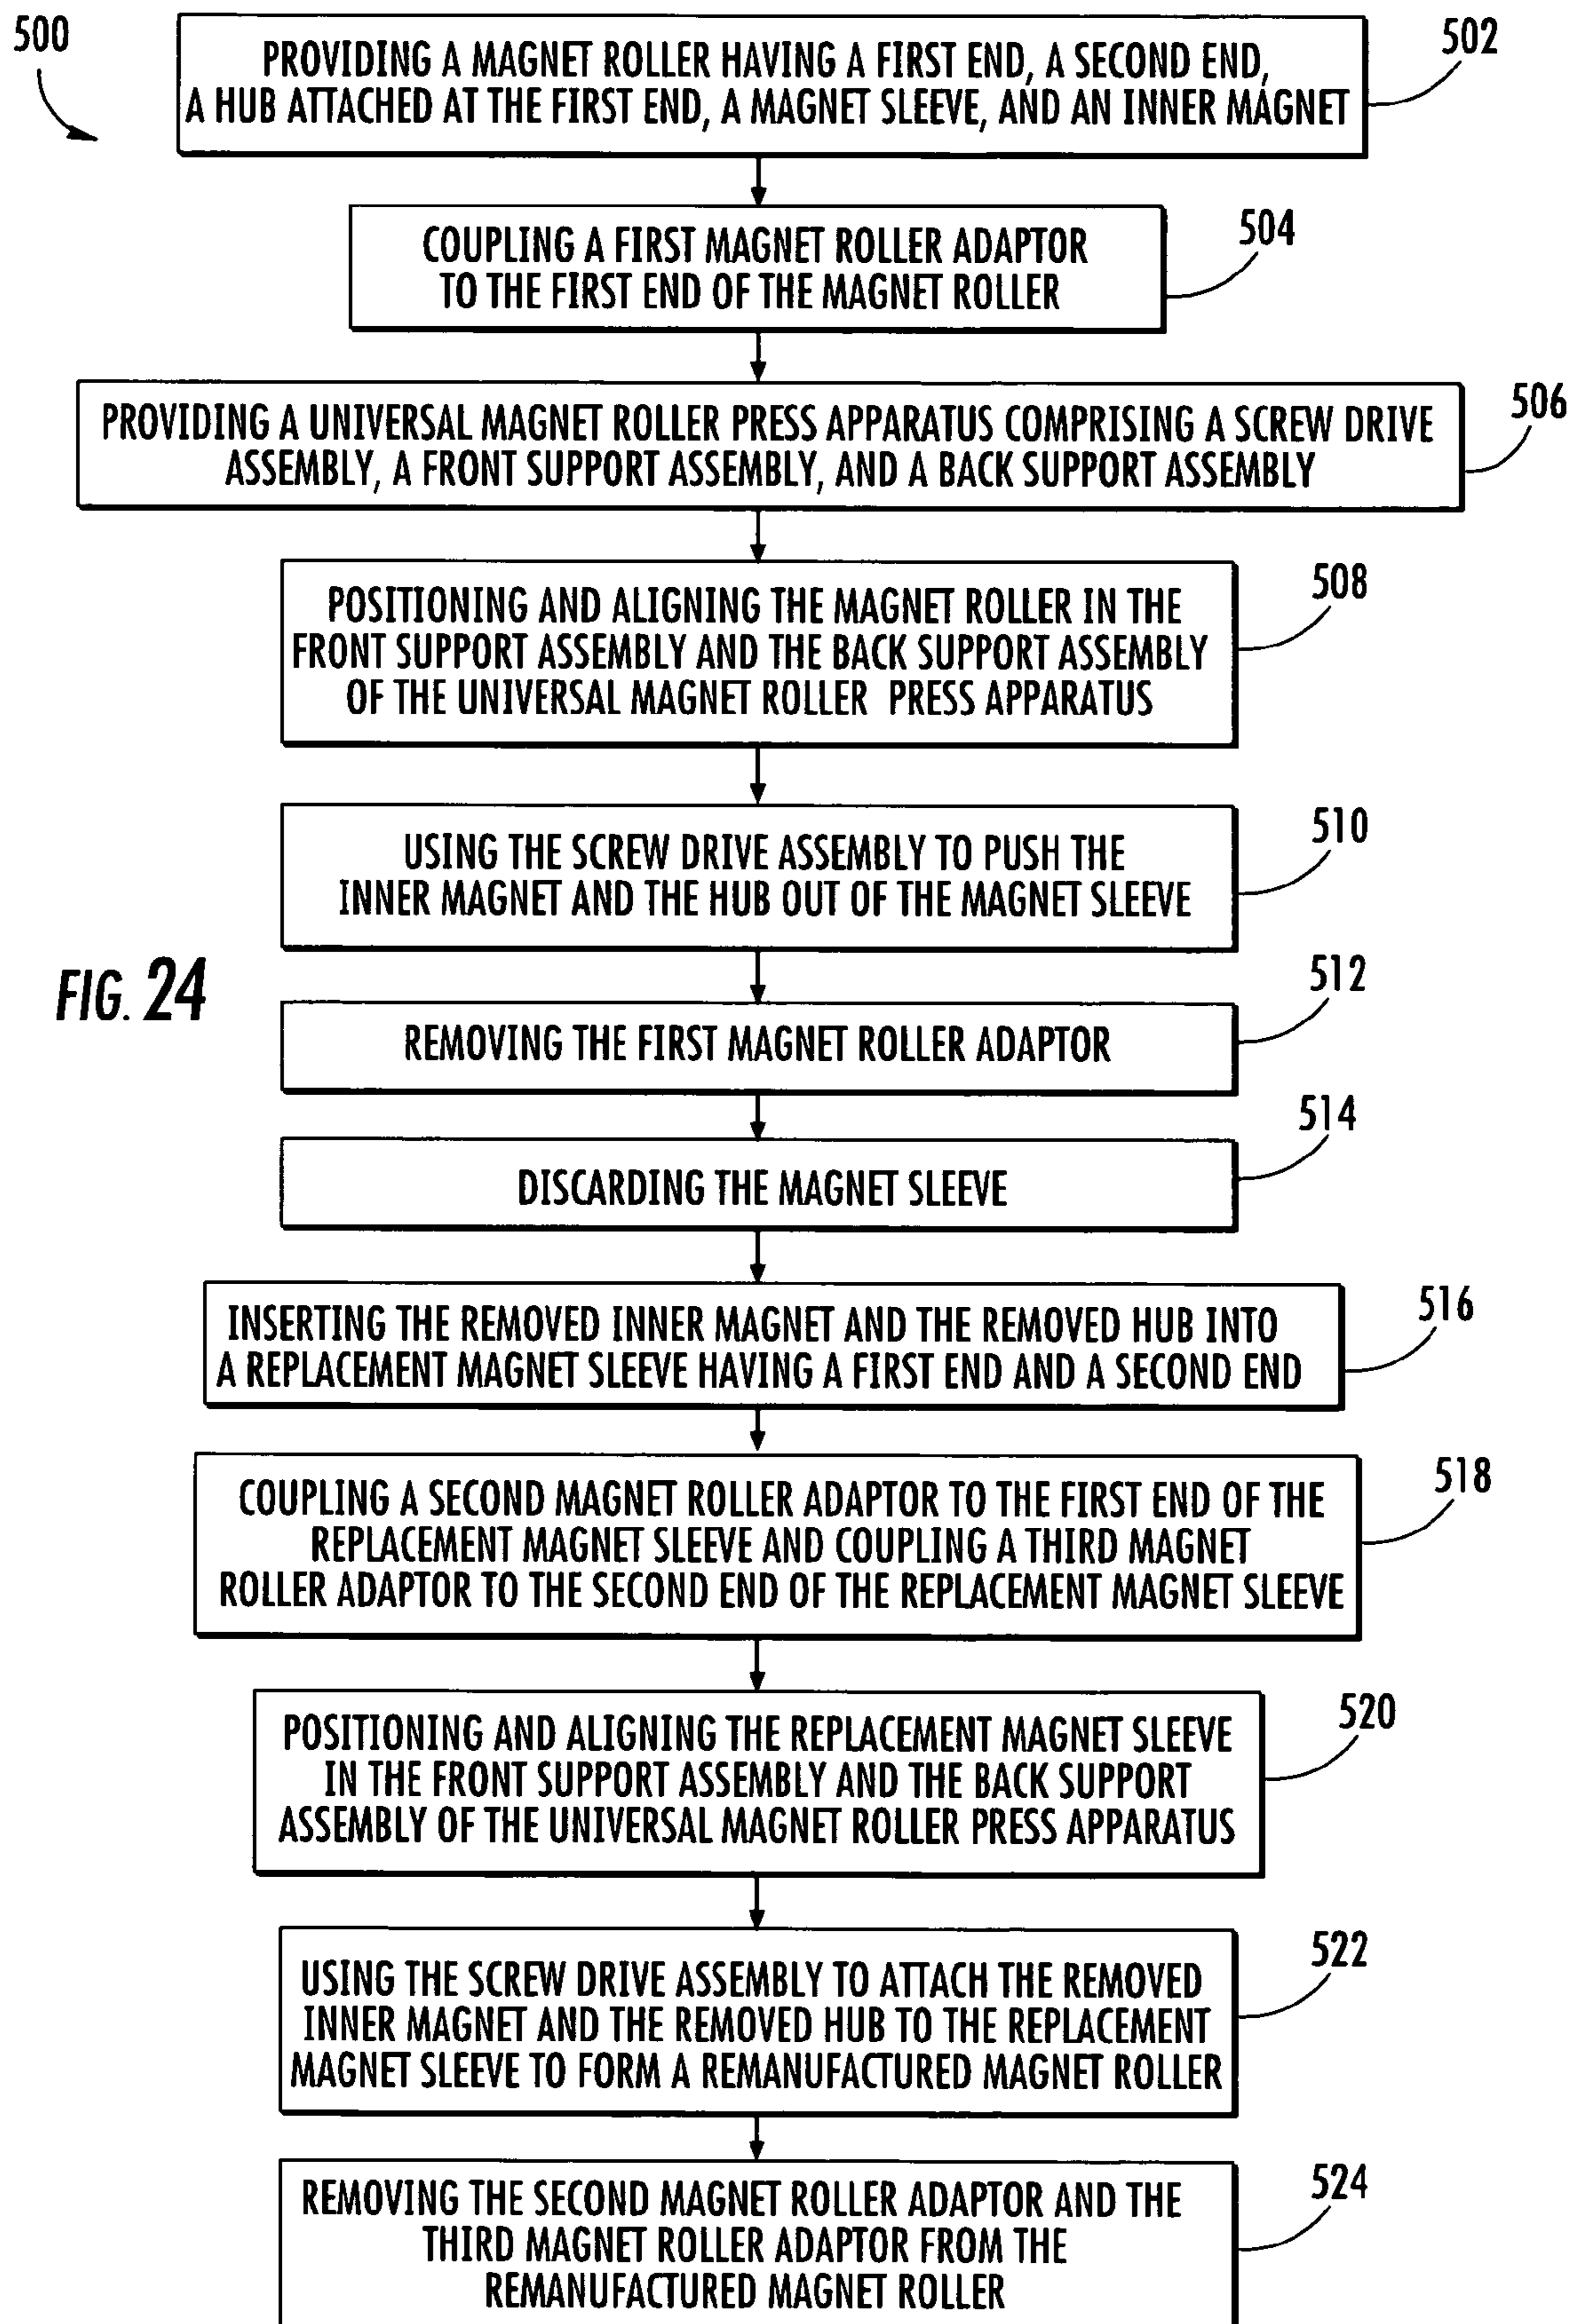 500
502
PROVIDING A MAGNET ROLLER HAVING A FIRST END, A SECOND END,
A HUB ATTACHED AT THE FIRST END, A MAGNET SLEEVE, AND AN INNER MAGNET
504
COUPLING A FIRST MAGNET ROLLER ADAPTOR
TO THE FIRST END OF THE MAGNET ROLLER
506
PROVIDING A UNIVERSAL MAGNET ROLLER PRESS APPARATUS COMPRISING A SCREW DRIVE
ASSEMBLY, A FRONT SUPPORT ASSEMBLY, AND A BACK SUPPORT ASSEMBLY
508
POSITIONING AND ALIGNING THE MAGNET ROLLER IN THE
FRONT SUPPORT ASSEMBLY AND THE BACK SUPPORT ASSEMBLY
OF THE UNIVERSAL MAGNET ROLLER PRESS APPARATUS
510
USING THE SCREW DRIVE ASSEMBLY TO PUSH THE
INNER MAGNET AND THE HUB OUT OF THE MAGNET SLEEVE
FIG. 24
512
REMOVING THE FIRST MAGNET ROLLER ADAPTOR
514
DISCARDING THE MAGNET SLEEVE
516
INSERTING THE REMOVED INNER MAGNET AND THE REMOVED HUB INTO
A REPLACEMENT MAGNET SLEEVE HAVING A FIRST END AND A SECOND END
518
COUPLING A SECOND MAGNET ROLLER ADAPTOR TO THE FIRST END OF THE
REPLACEMENT MAGNET SLEEVE AND COUPLING A THIRD MAGNET
ROLLER ADAPTOR TO THE SECOND END OF THE REPLACEMENT MAGNET SLEEVE
520
POSITIONING AND ALIGNING THE REPLACEMENT MAGNET SLEEVE
IN THE FRONT SUPPORT ASSEMBLY AND THE BACK SUPPORT
ASSEMBLY OF THE UNIVERSAL MAGNET ROLLER PRESS APPARATUS
522
USING THE SCREW DRIVE ASSEMBLY TO ATTACH THE REMOVED
INNER MAGNET AND THE REMOVED HUB TO THE REPLACEMENT
MAGNET SLEEVE TO FORM A REMANUFACTURED MAGNET ROLLER
524
REMOVING THE SECOND MAGNET ROLLER ADAPTOR AND THE
THIRD MAGNET ROLLER ADAPTOR FROM THE
REMANUFACTURED MAGNET ROLLER